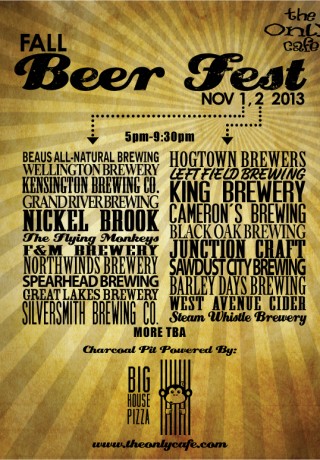 the
ONLY
cafe
FALL
Beer Fest
NOV 1, 2 2013
5pm-9:30pm
BEAUS ALL-NATURAL BREWING
WELLINGTON BREWERY
KENSINGTON BREWING CO.
GRAND RIVER BREWING
NICKEL BROOK
The Flying Monkeys
F&M BREWERY
NORTHWINDS BREWERY
SPEARHEAD BREWING
GREAT LAKES BREWERY
SILVERSMITH BREWING CO.
HOGTOWN BREWERS
LEFT FIELD BREWING
KING BREWERY
CAMERON'S BREWING
BLACK OAK BREWING
JUNCTION CRAFT
SAWDUST CITY BREWING
BARLEY DAYS BREWING
WEST AVENUE CIDER
Steam Whistle Brewery
MORE TBA
Charcoal Pit Powered By:
BIG
HOUSE
PIZZA
www.theonlycafe.com